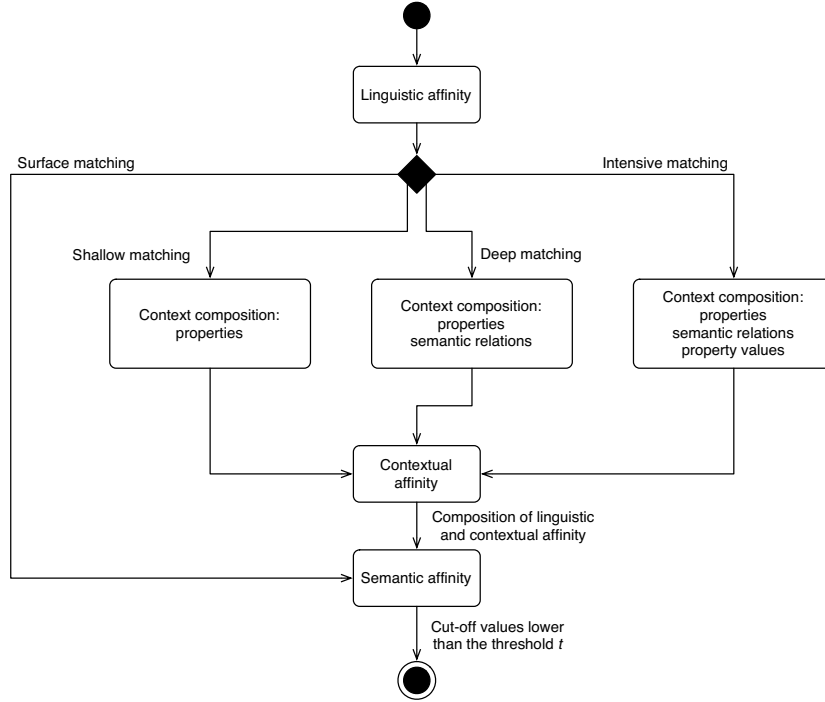 Linguistic affinity
Surface matching
Intensive matching
Shallow matching
Deep matching
Context composition:
properties
Context composition:
properties
semantic relations
Context composition:
properties
semantic relations
property values
Contextual
affinity
Composition of linguistic
and contextual affinity
Semantic affinity
Cut-off values lower
than the threshold t